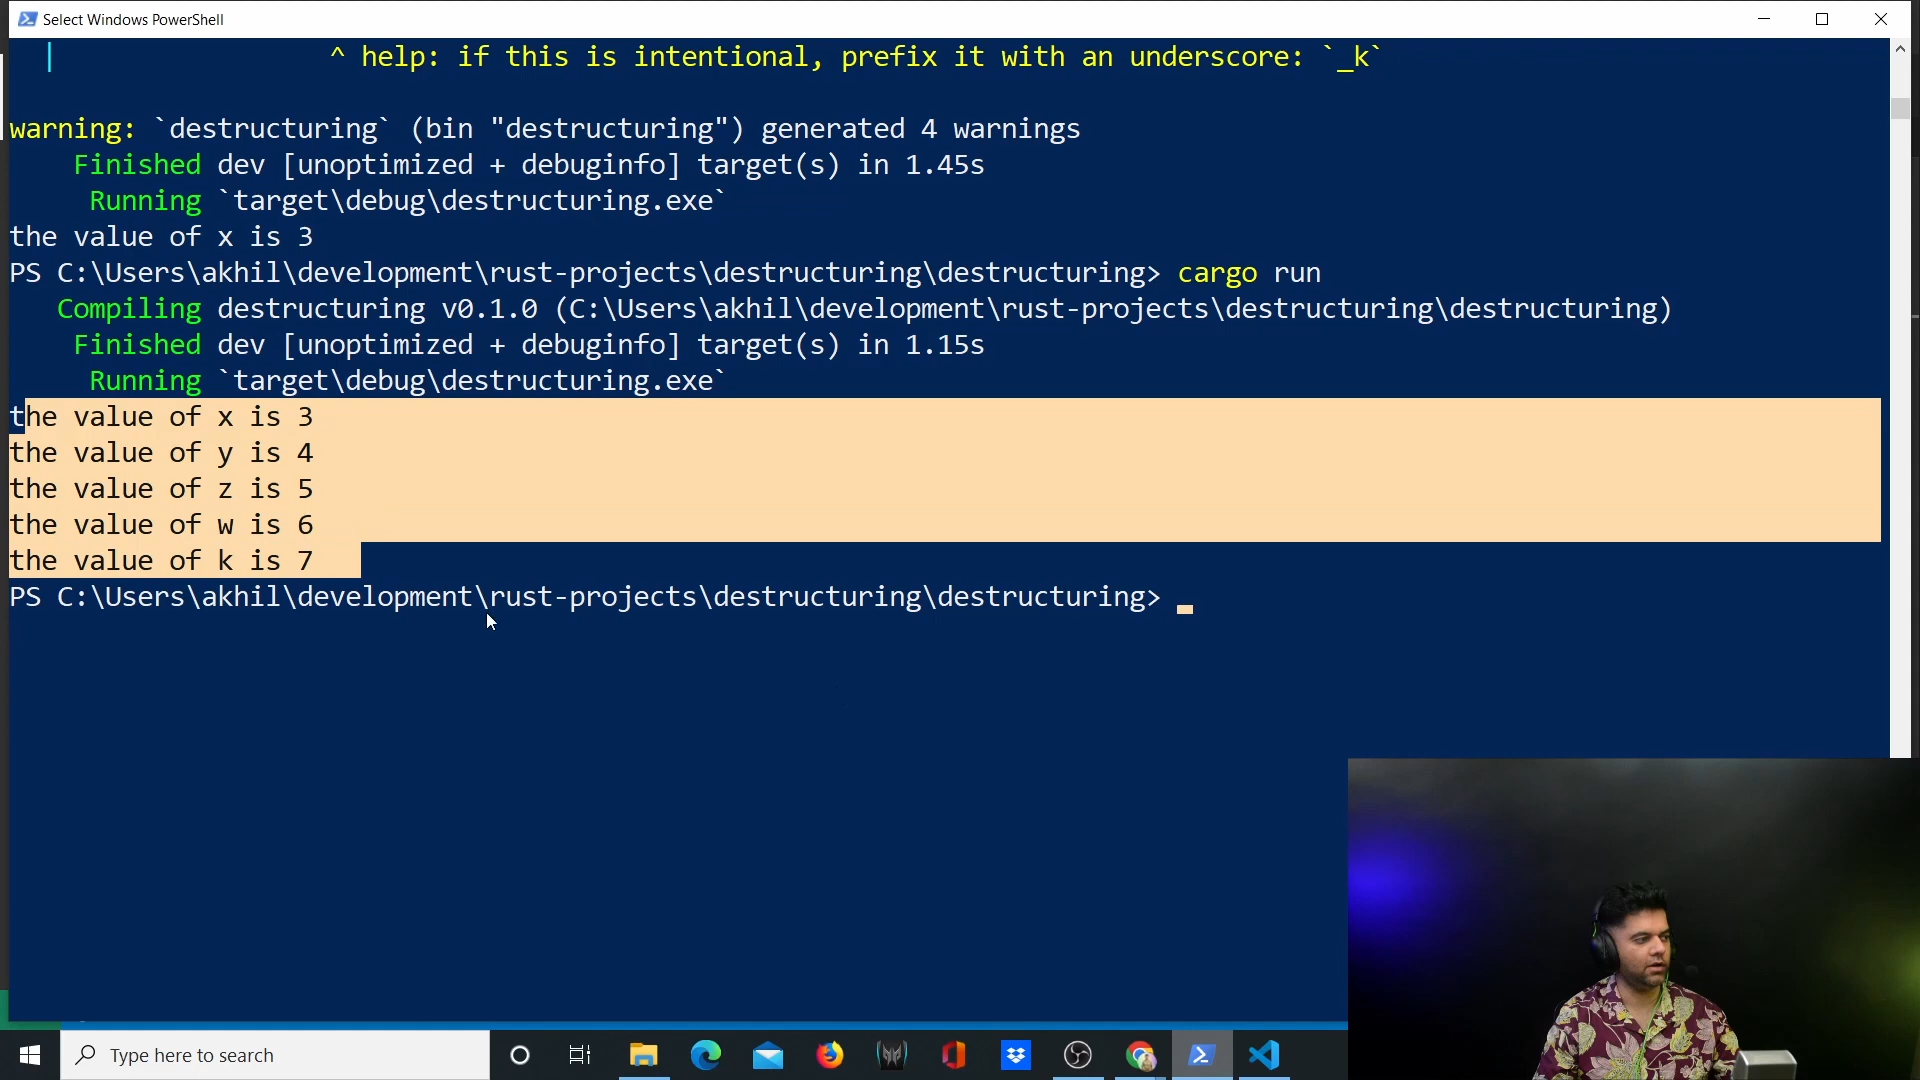 Select Windows PowerShell
| ^ help: if this is intentional, prefix it with an underscore: `_k`
warning: `destructuring` (bin "destructuring") generated 4 warnings
Finished dev [unoptimized + debuginfo] target(s) in 1.45s
Running `target\debug\destructuring.exe`
the value of x is 3
PS C:\Users\akhil\development\rust-projects\destructuring\destructuring> cargo run
Compiling destructuring v0.1.0 (C:\Users\akhil\development\rust-projects\destructuring\destructuring)
Finished dev [unoptimized + debuginfo] target(s) in 1.15s
Running `target\debug\destructuring.exe`
the value of x is 3
the value of y is 4
the value of z is 5
the value of w is 6
the value of k is 7
PS C:\Users\akhil\development\rust-projects\destructuring\destructuring>
Type here to search